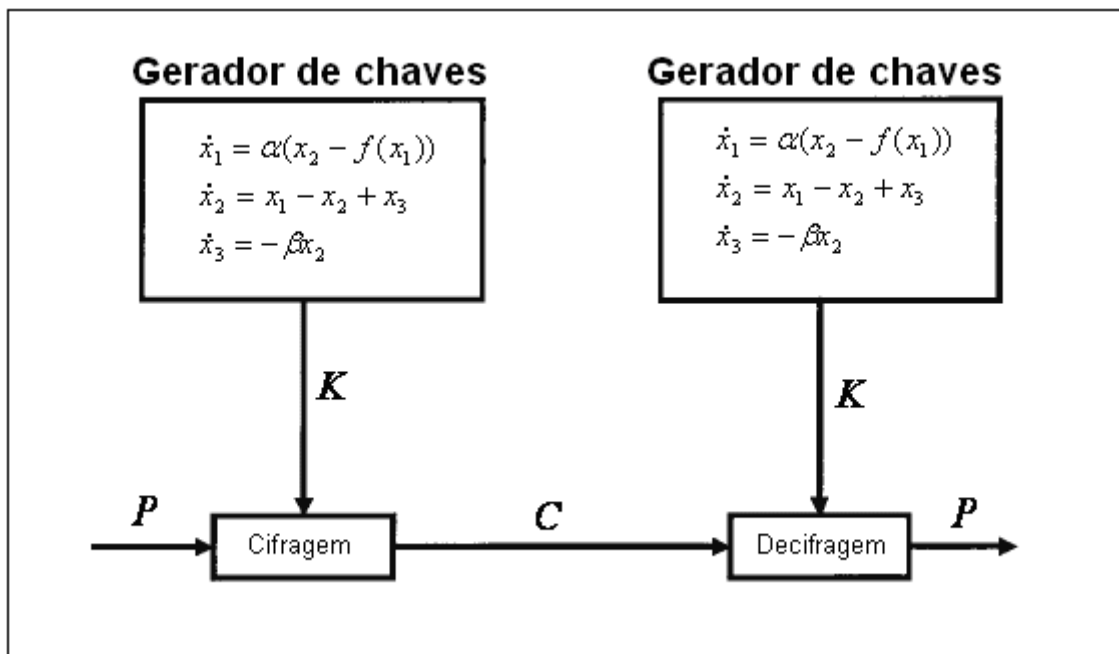 Gerador de chaves
ẋ₁ = α(x₂ − f(x₁))
ẋ₂ = x₁ − x₂ + x₃
ẋ₃ = −βx₂
K
Gerador de chaves
ẋ₁ = α(x₂ − f(x₁))
ẋ₂ = x₁ − x₂ + x₃
ẋ₃ = −βx₂
K
P
Cifragem
C
Decifragem
P